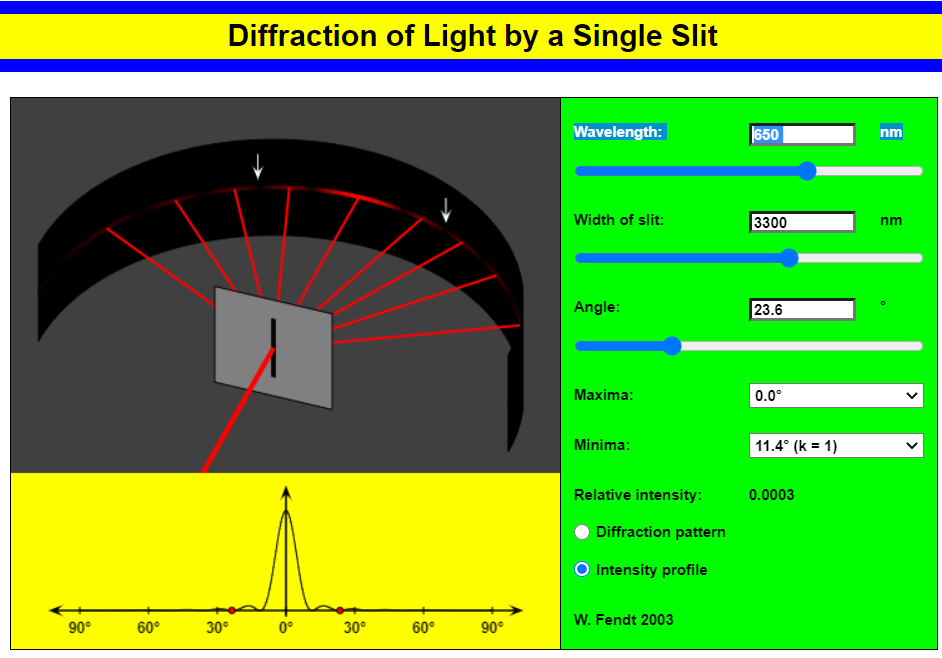 Diffraction of Light by a Single Slit
Wavelength: 650 nm
Width of slit: 3300 nm
Angle: 23.6 °
Maxima: 0.0°
Minima: 11.4° (k = 1)
Relative intensity: 0.0003
Diffraction pattern
Intensity profile
W. Fendt 2003
90° 60° 30° 0° 30° 60° 90°